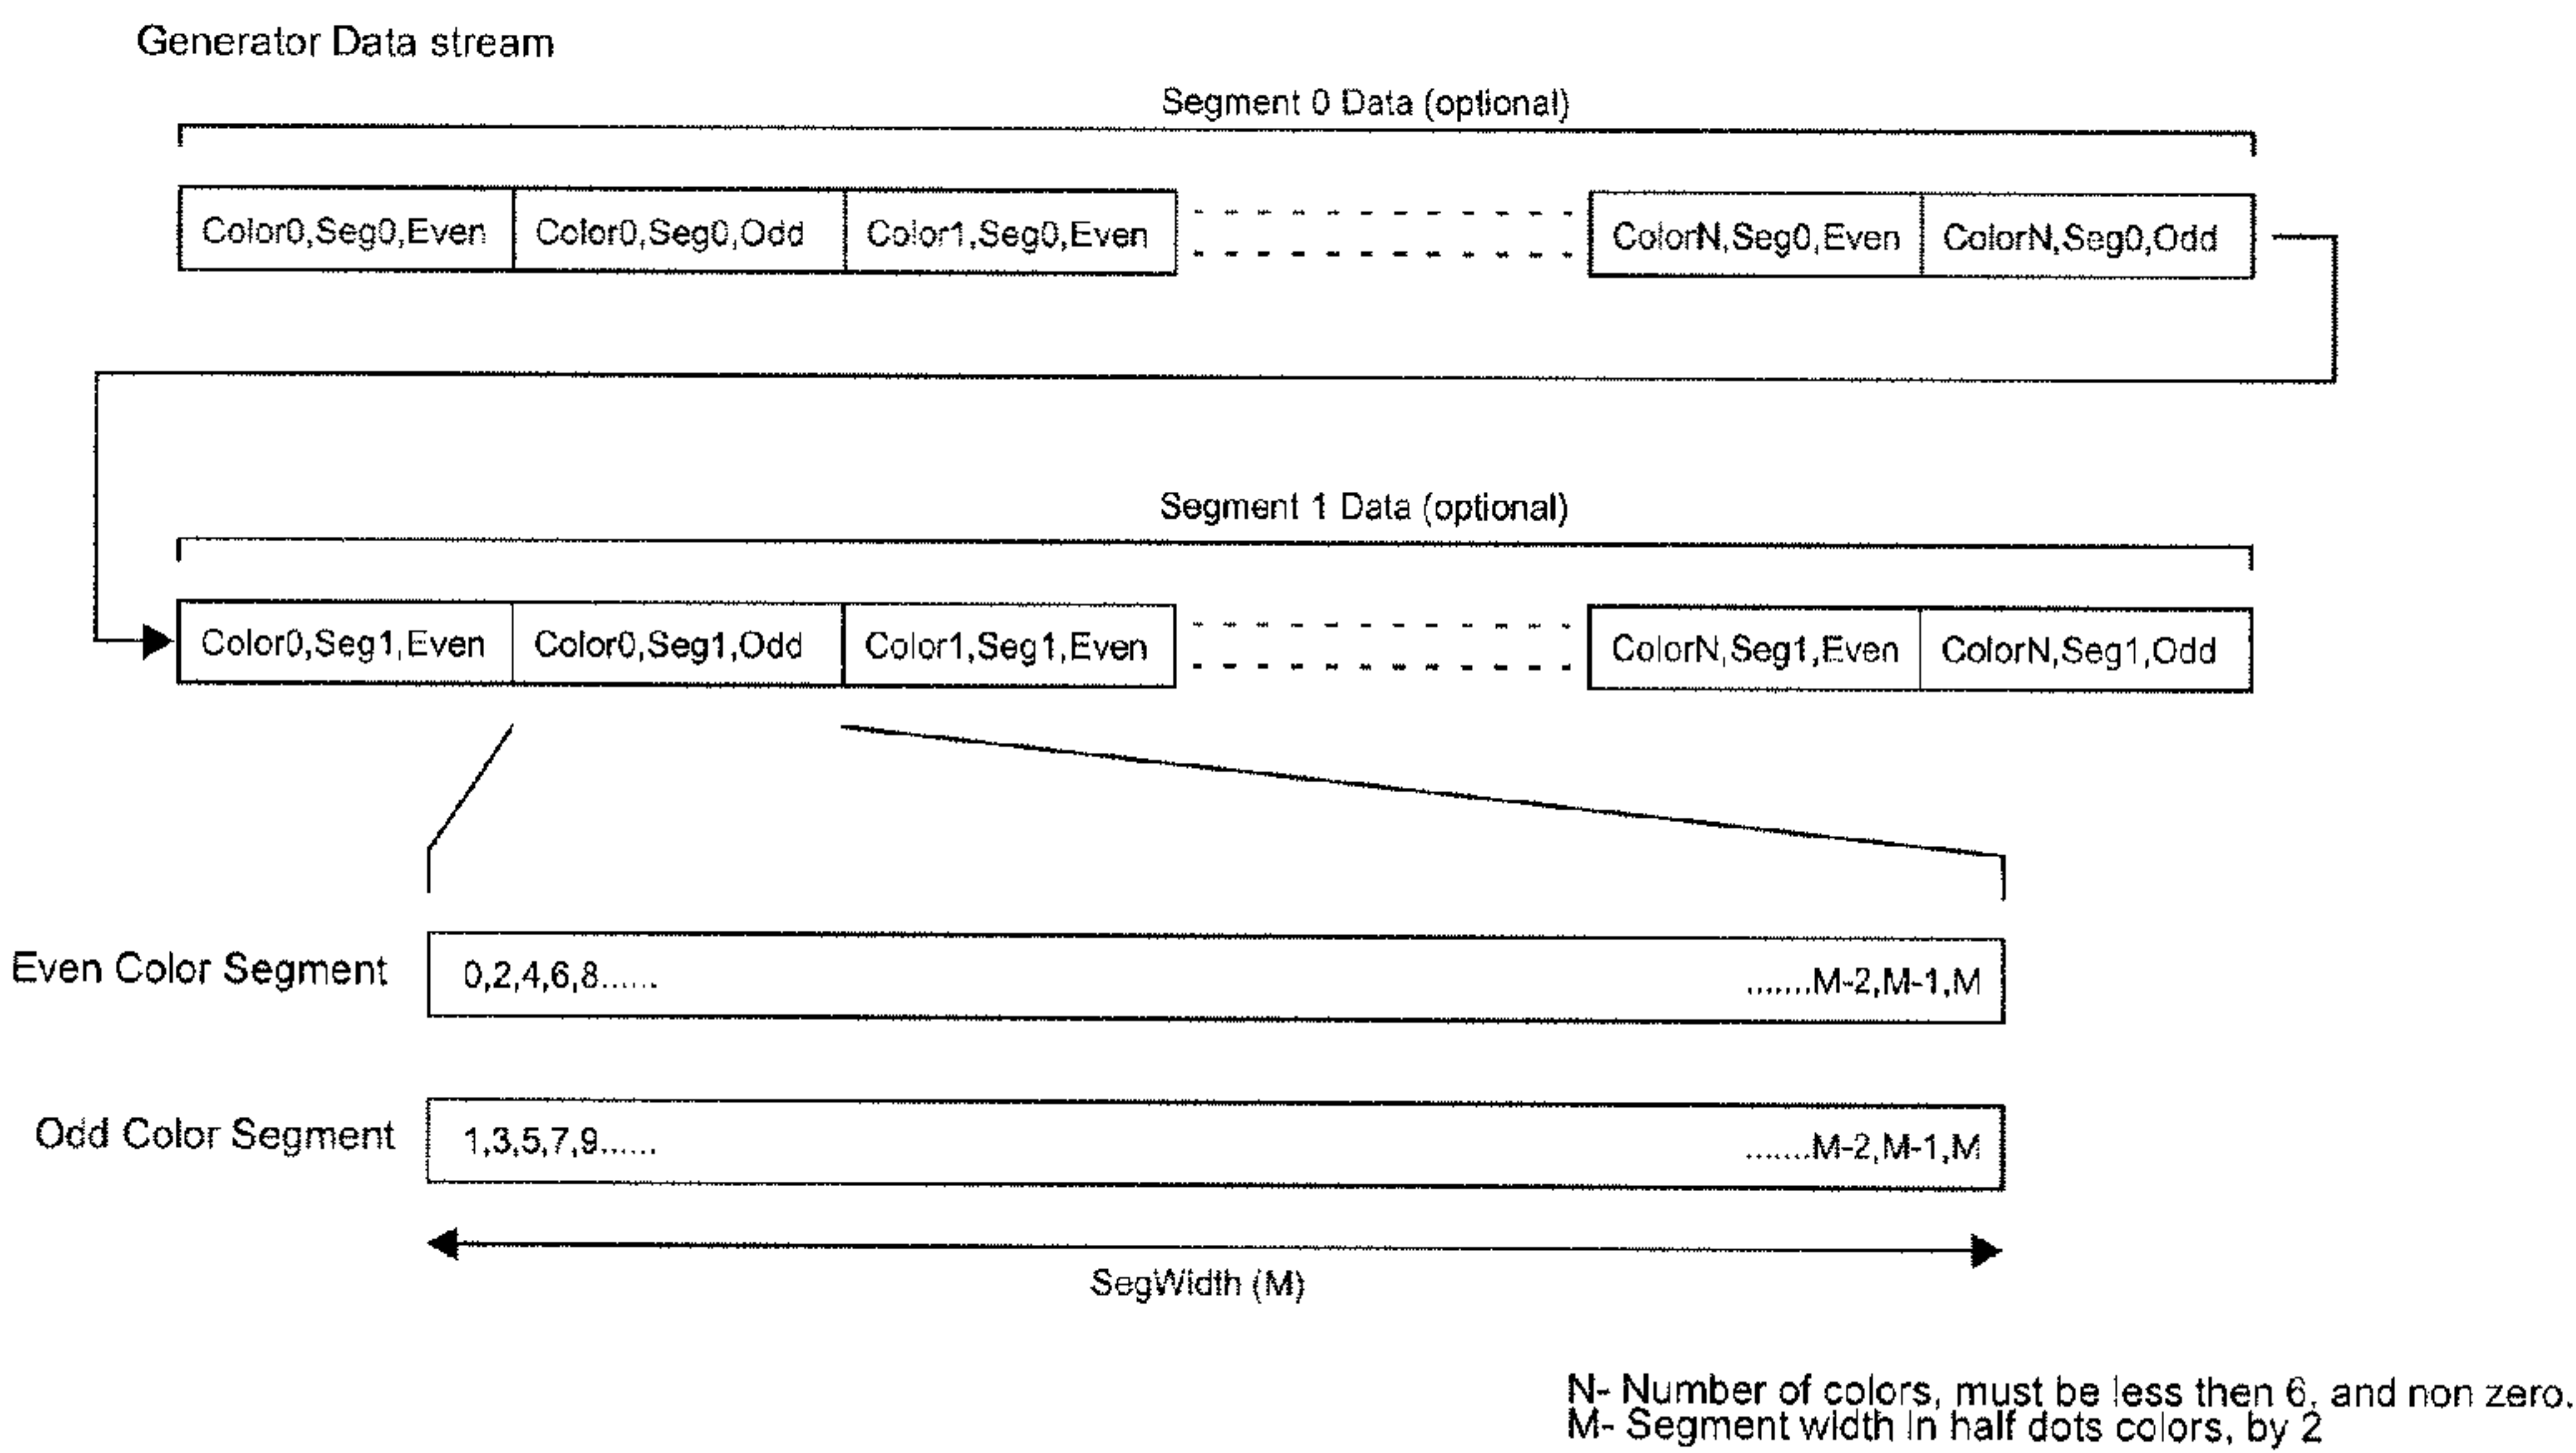 Generator Data stream
Segment 0 Data (optional)
Color0,Seg0,Even Color0,Seg0,Odd Color1,Seg0,Even ColorN,Seg0,Even ColorN,Seg0,Odd
Segment 1 Data (optional)
Color0,Seg1,Even Color0,Seg1,Odd Color1,Seg1,Even ColorN,Seg1,Even ColorN,Seg1,Odd
Even Color Segment 0,2,4,6,8...... .......M-2,M-1,M
Odd Color Segment 1,3,5,7,9...... .......M-2,M-1,M
SegWidth (M)
N- Number of colors, must be less then 6, and non zero.
M- Segment width in half dots colors, by 2